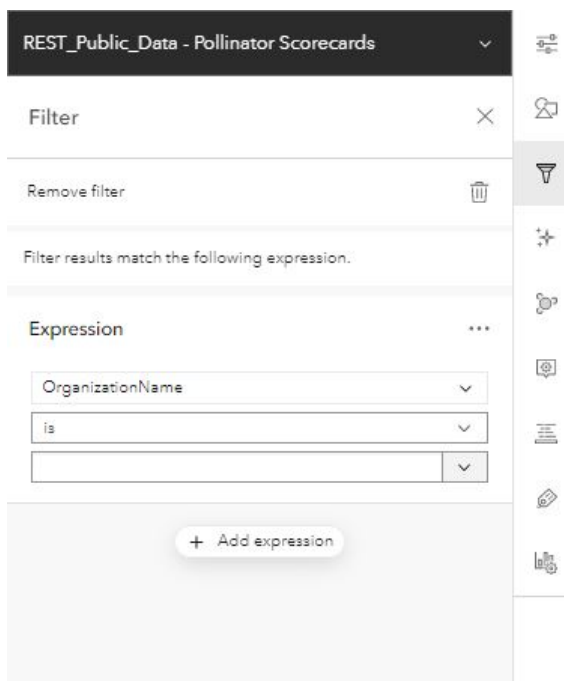 REST_Public_Data - Pollinator Scorecards
Filter
Remove filter
Filter results match the following expression.
Expression
OrganizationName
is
+ Add expression